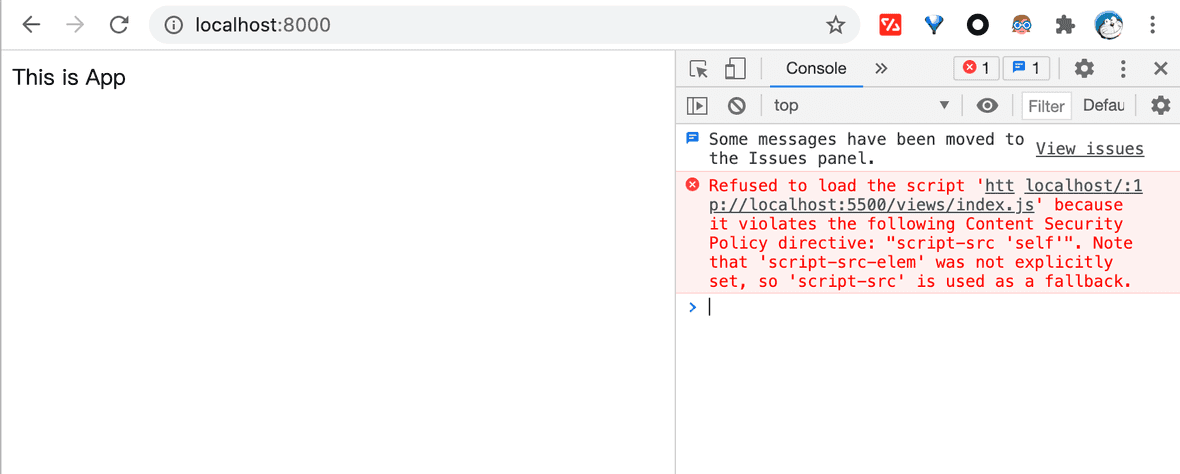 localhost:8000
This is App
Console
1
1
top
Filter
Defau
Some messages have been moved to
the Issues panel.
View issues
Refused to load the script 'htt localhost/:1
p://localhost:5500/views/index.js' because
it violates the following Content Security
Policy directive: "script-src 'self'". Note
that 'script-src-elem' was not explicitly
set, so 'script-src' is used as a fallback.